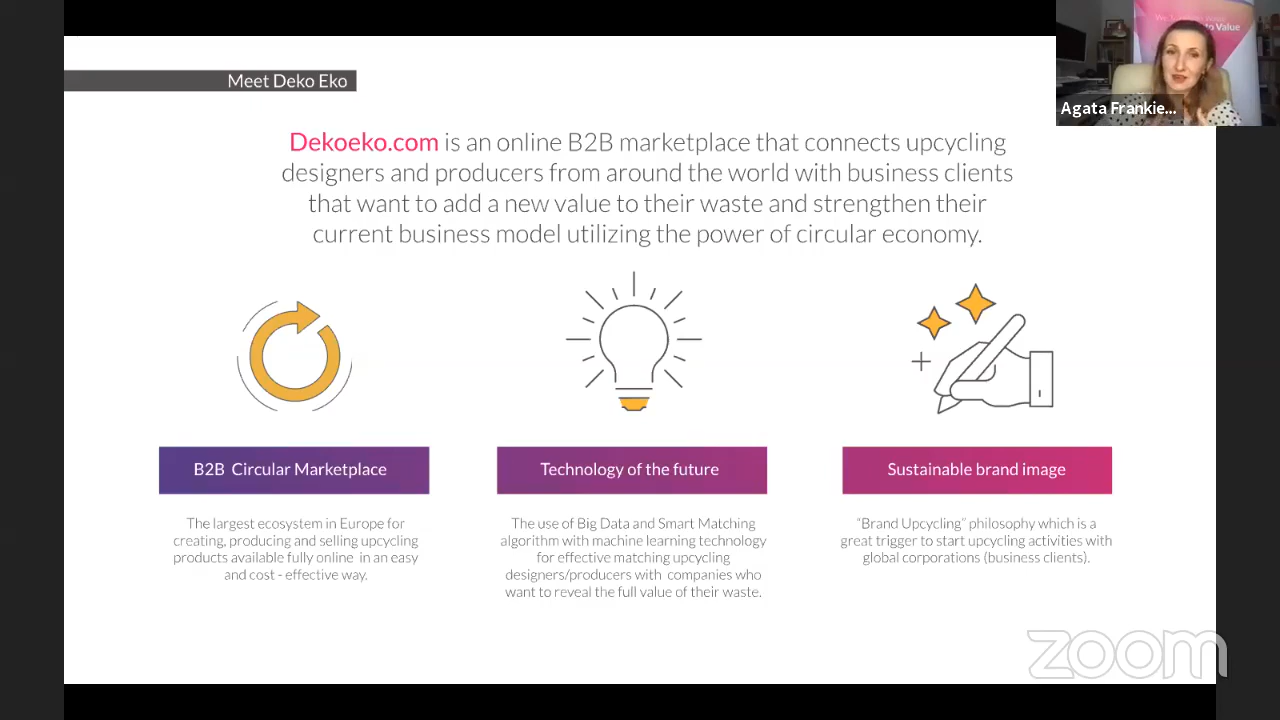 We
to Value
Agata Frankie...
Meet Deko Eko
Dekoeko.com is an online B2B marketplace that connects upcycling
designers and producers from around the world with business clients
that want to add a new value to their waste and strengthen their
current business model utilizing the power of circular economy.
B2B Circular Marketplace
The largest ecosystem in Europe for
creating, producing and selling upcycling
products available fully online in an easy
and cost - effective way.
Technology of the future
The use of Big Data and Smart Matching
algorithm with machine learning technology
for effective matching upcycling
designers/producers with companies who
want to reveal the full value of their waste.
Sustainable brand image
“Brand Upcycling” philosophy which is a
great trigger to start upcycling activities with
global corporations (business clients).
zoom